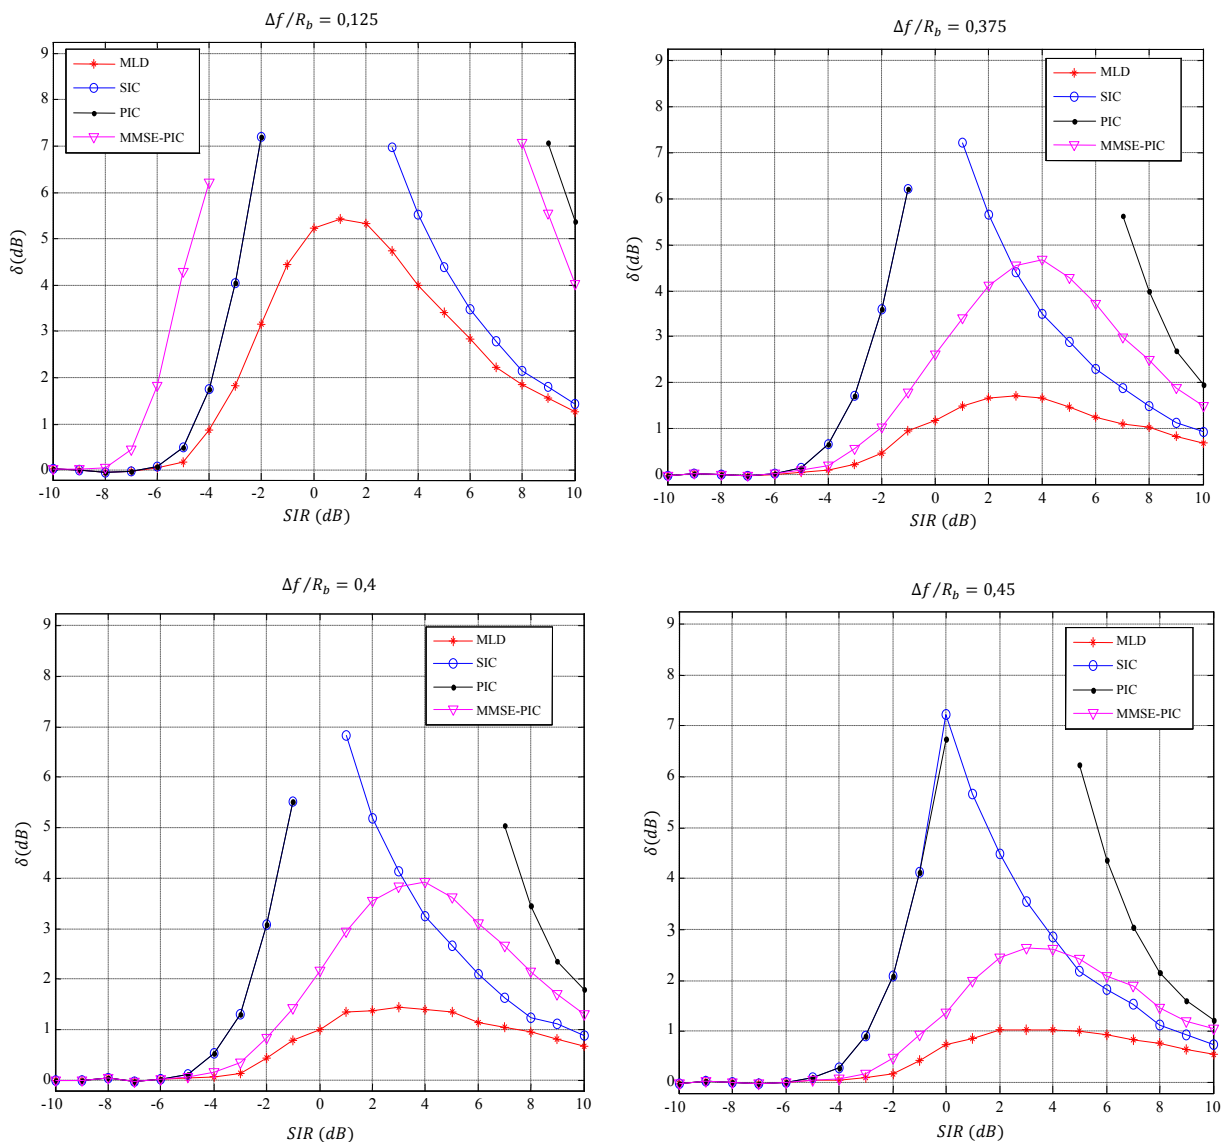 Δf/R_b = 0,125
9
8
7
6
5
4
3
2
1
0
δ(dB)
MLD
SIC
PIC
MMSE-PIC
-10 -8 -6 -4 -2 0 2 4 6 8 10
SIR (dB)
Δf/R_b = 0,375
9
8
7
6
5
4
3
2
1
0
δ(dB)
MLD
SIC
PIC
MMSE-PIC
-10 -8 -6 -4 -2 0 2 4 6 8 10
SIR (dB)
Δf/R_b = 0,4
9
8
7
6
5
4
3
2
1
0
δ(dB)
MLD
SIC
PIC
MMSE-PIC
-10 -8 -6 -4 -2 0 2 4 6 8 10
SIR (dB)
Δf/R_b = 0,45
9
8
7
6
5
4
3
2
1
0
δ(dB)
MLD
SIC
PIC
MMSE-PIC
-10 -8 -6 -4 -2 0 2 4 6 8 10
SIR (dB)